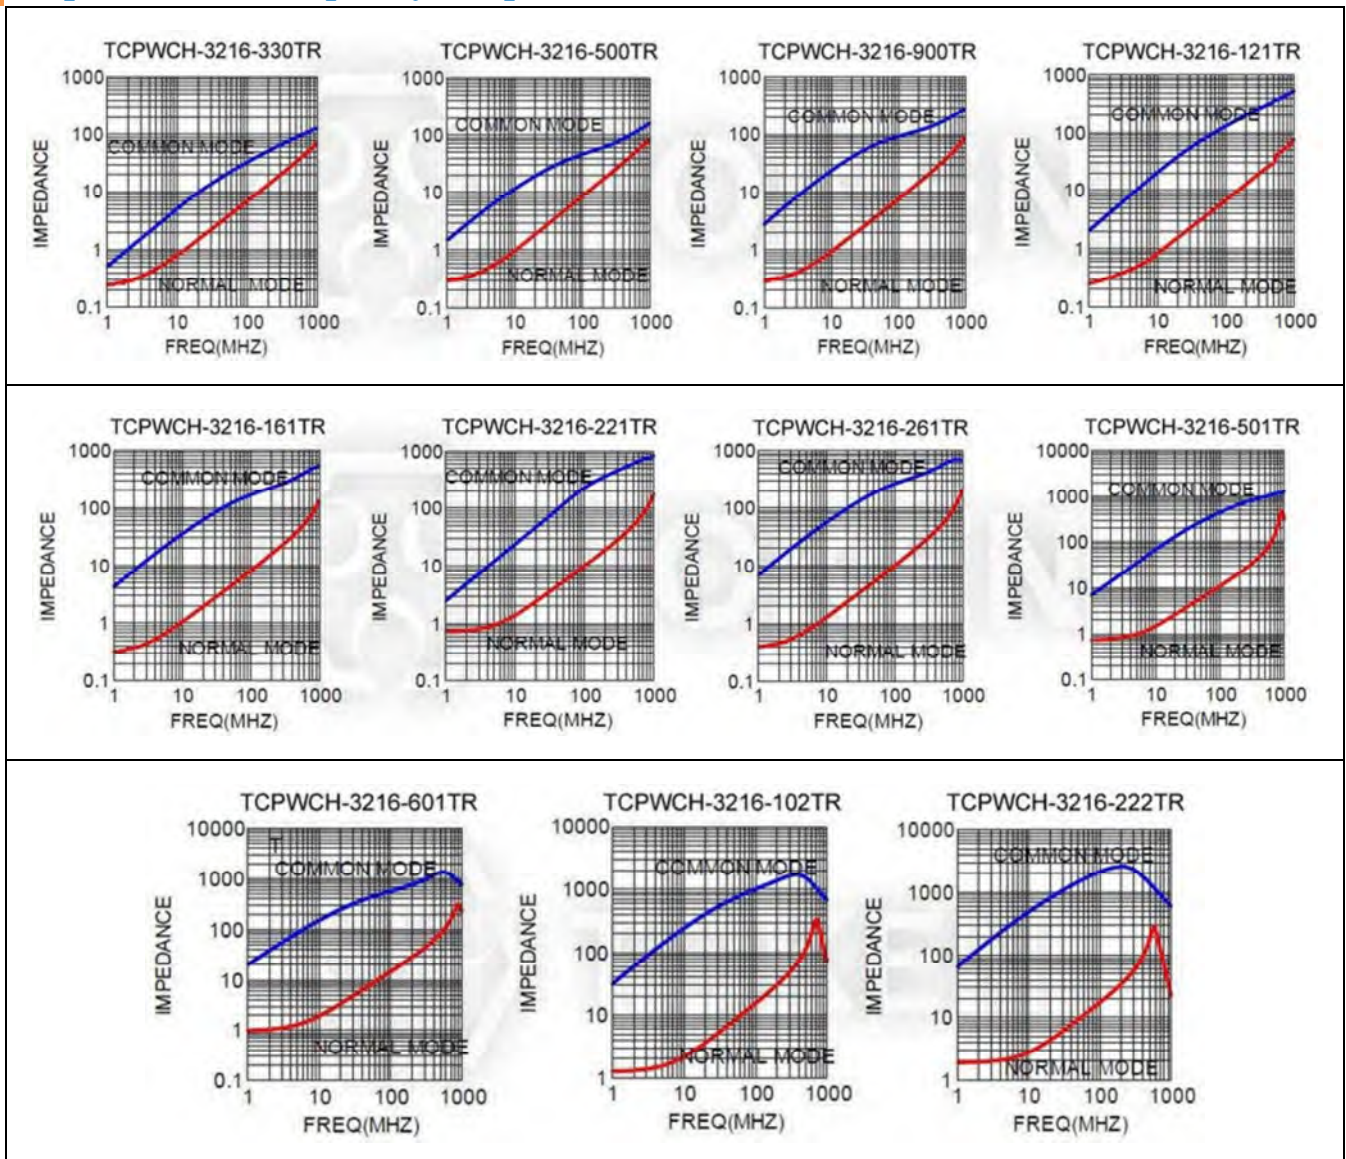 TCPWCH-3216-330TR TCPWCH-3216-500TR TCPWCH-3216-900TR TCPWCH-3216-121TR
1000 1000 1000 1000
COMMON MODE COMMON MODE COMMON MODE COMMON MODE
100 100 100 100
IMPEDANCE IMPEDANCE IMPEDANCE IMPEDANCE
10 10 10 10
1 1 1 1
NORMAL MODE NORMAL MODE NORMAL MODE NORMAL MODE
0.1 0.1 0.1 0.1
1 10 100 1000 1 10 100 1000 1 10 100 1000 1 10 100 1000
FREQ(MHZ) FREQ(MHZ) FREQ(MHZ) FREQ(MHZ)
TCPWCH-3216-161TR TCPWCH-3216-221TR TCPWCH-3216-261TR TCPWCH-3216-501TR
1000 1000 1000 10000
COMMON MODE COMMON MODE COMMON MODE COMMON MODE
100 100 100 1000
100
IMPEDANCE IMPEDANCE IMPEDANCE IMPEDANCE
10 10 10 10
1 1 1 1
NORMAL MODE NORMAL MODE NORMAL MODE NORMAL MODE
0.1 0.1 0.1 0.1
1 10 100 1000 1 10 100 1000 1 10 100 1000 1 10 100 1000
FREQ(MHZ) FREQ(MHZ) FREQ(MHZ) FREQ(MHZ)
TCPWCH-3216-601TR TCPWCH-3216-102TR TCPWCH-3216-222TR
10000 10000 10000
T
COMMON MODE COMMON MODE COMMON MODE
1000 1000 1000
100 100 100
IMPEDANCE IMPEDANCE IMPEDANCE
10 10 10
1
NORMAL MODE NORMAL MODE NORMAL MODE
0.1 1 1
1 10 100 1000 1 10 100 1000 1 10 100 1000
FREQ(MHZ) FREQ(MHZ) FREQ(MHZ)